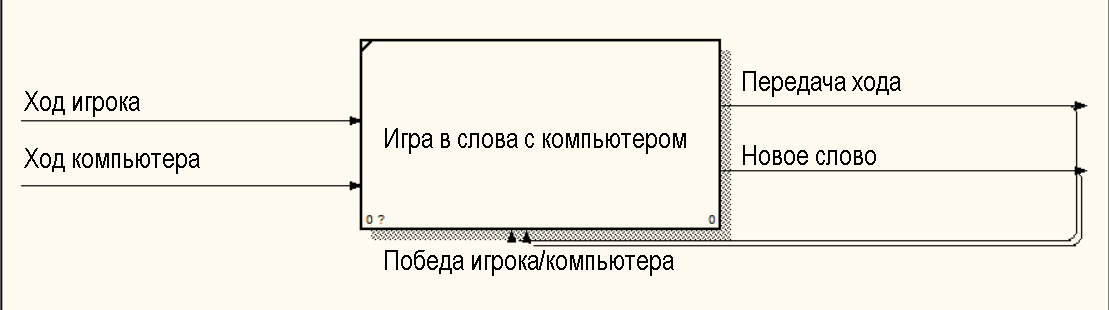 Ход игрока
Ход компьютера
Игра в слова с компьютером
0 ?
0
Передача хода
Новое слово
Победа игрока/компьютера